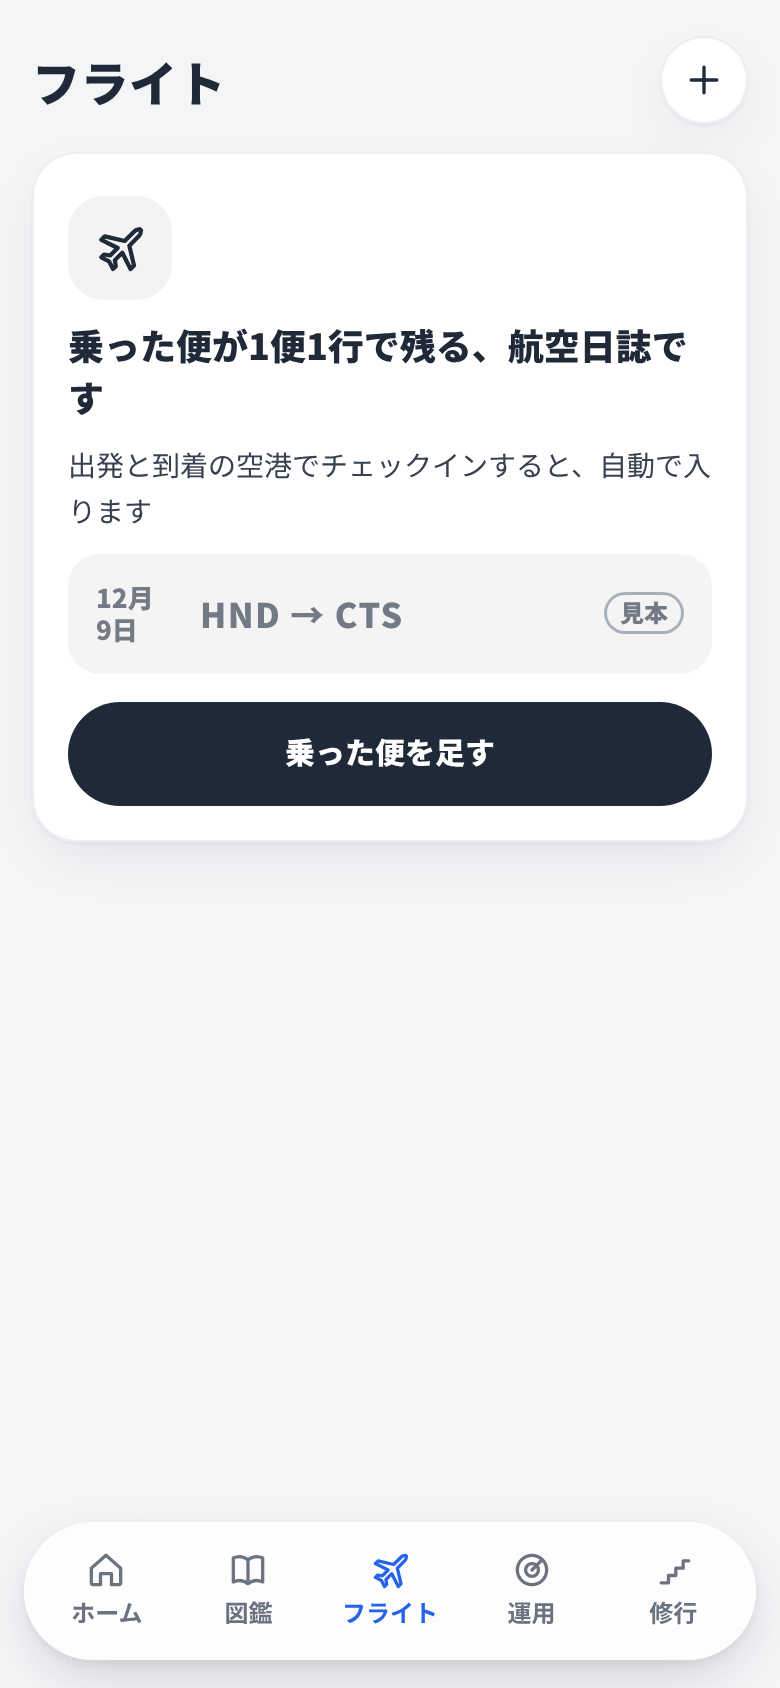 フライト
乗った便が1便1行で残る、航空日誌で
す
出発と到着の空港でチェックインすると、自動で入
ります
12月
9日
HND → CTS
見本
乗った便を足す
ホーム
図鑑
フライト
運用
修行